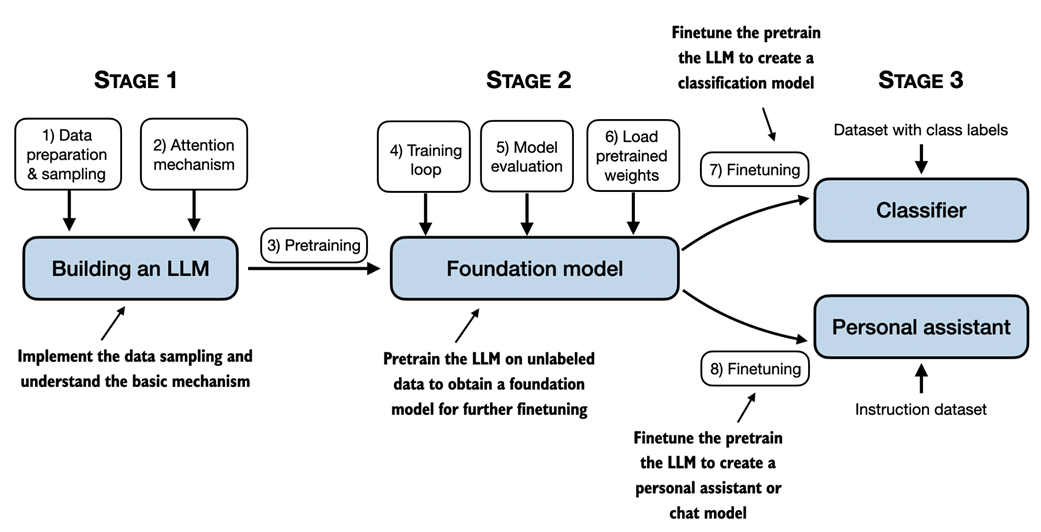 STAGE 1
1) Data
preparation
& sampling
2) Attention
mechanism
Building an LLM
Implement the data sampling and
understand the basic mechanism
3) Pretraining
STAGE 2
4) Training
loop
5) Model
evaluation
6) Load
pretrained
weights
Foundation model
Pretrain the LLM on unlabeled
data to obtain a foundation
model for further finetuning
Finetune the pretrain
the LLM to create a
classification model
7) Finetuning
STAGE 3
Dataset with class labels
Classifier
Personal assistant
Instruction dataset
8) Finetuning
Finetune the pretrain
the LLM to create a
personal assistant or
chat model